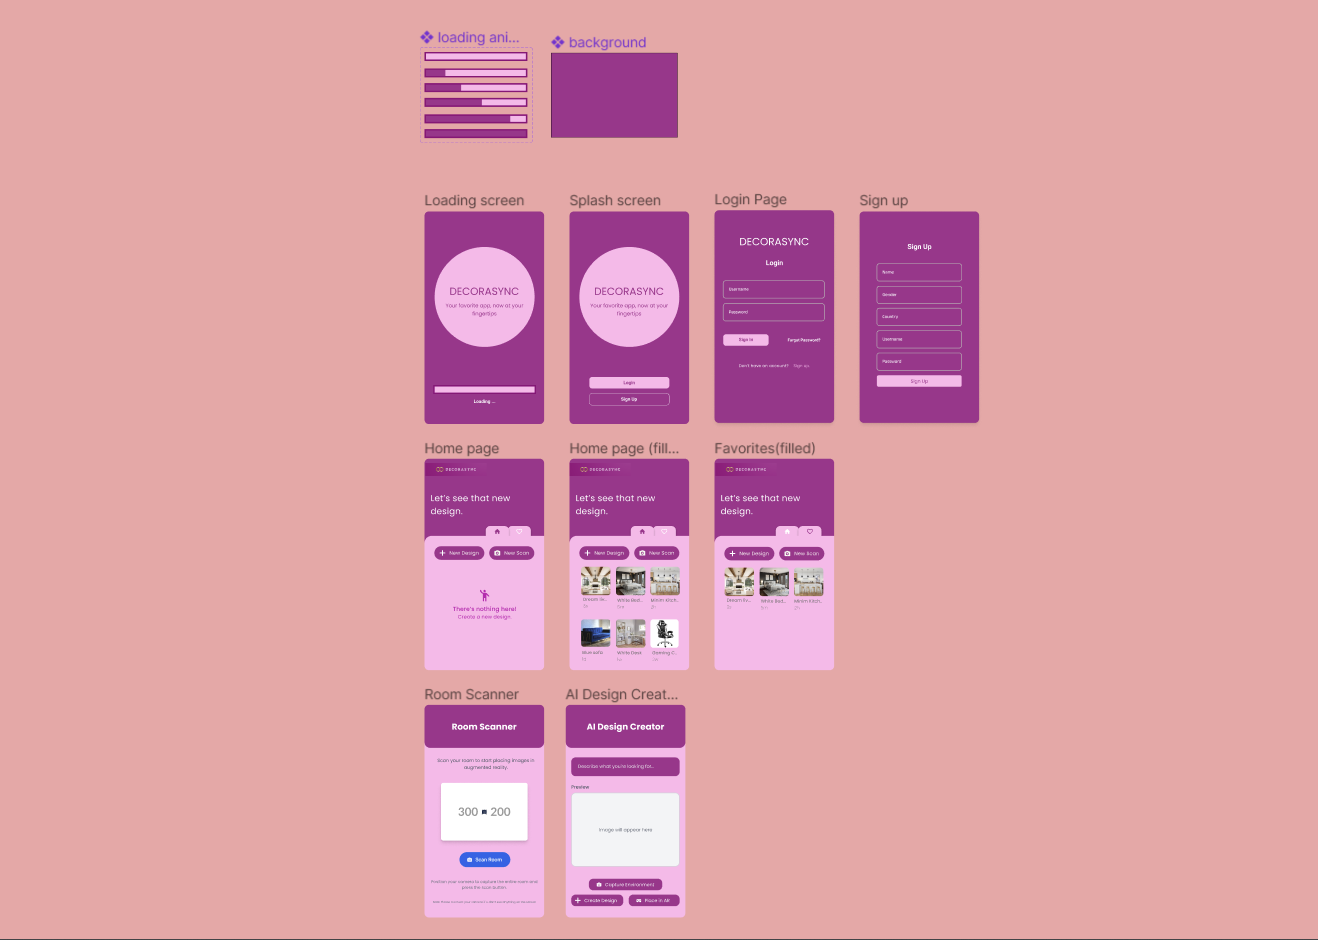 loading ani...
background
Loading screen
DECORASYNC
Your favorite app, now at your
fingertips
Loading ...
Splash screen
DECORASYNC
Your favorite app, now at your
fingertips
Login
Sign Up
Login Page
DECORASYNC
Login
Username
Password
Sign In
Forgot Password?
Don't have an account? Sign up.
Sign up
Sign Up
Name
Gender
Country
Username
Password
Sign Up
Home page
DECORASYNC
Let's see that new
design.
New Design
New Scan
There's nothing here!
Create a new design
Home page (fill...
DECORASYNC
Let's see that new
design.
New Design
New Scan
White Bed..
Minim Kitch..
Blue sofa
White Desk
Gaming C..
Favorites(filled)
DECORASYNC
Let's see that new
design.
New Design
New Scan
White Bed..
Minim Kitch..
Room Scanner
Room Scanner
Scan your room to start placing images in
augmented reality.
300
200
Scan Room
Position your camera to capture the entire room and
press the scan button.
AI Design Creat...
AI Design Creator
Describe what you're looking for...
Preview
Image will appear here
Capture Environment
Create Design
Place in AR